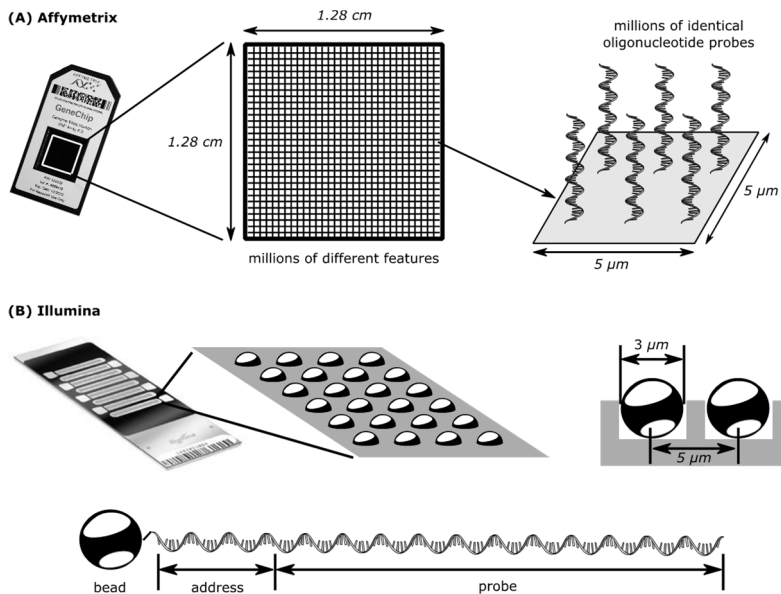 (A) Affymetrix
1.28 cm
millions of identical
oligonucleotide probes
AFFYMETRIX
GeneChip
1.28 cm
5 µm
5 µm
millions of different features
(B) Illumina
3 µm
5 µm
bead
address
probe